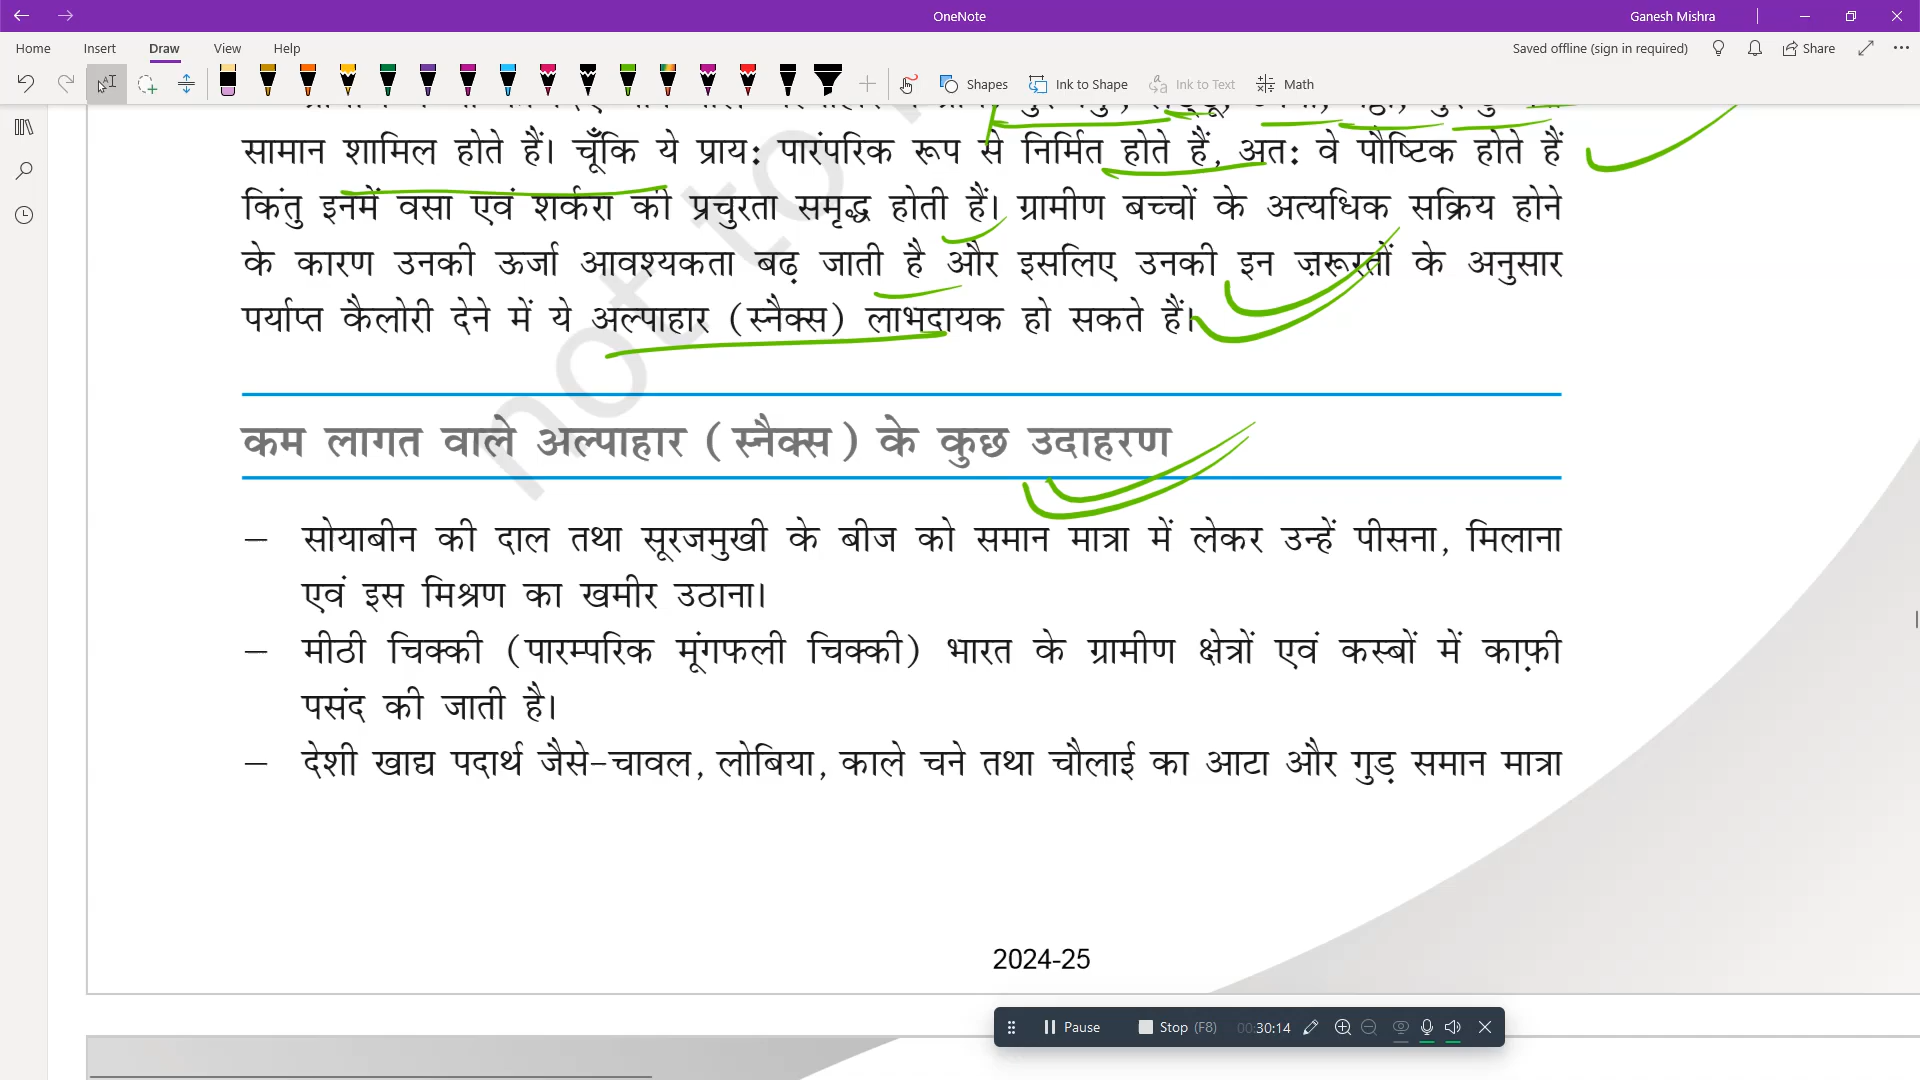 OneNote
Ganesh Mishra
Home Insert Draw View Help
Saved offline (sign in required) Share
Shapes Ink to Shape Ink to Text Math
सामान शामिल होते हैं। चूँकि ये प्रायः पारंपरिक रूप से निर्मित होते हैं, अतः वे पौष्टिक होते हैं
किंतु इनमें वसा एवं शर्करा की प्रचुरता समृद्ध होती हैं। ग्रामीण बच्चों के अत्यधिक सक्रिय होने
के कारण उनकी ऊर्जा आवश्यकता बढ़ जाती है और इसलिए उनकी इन ज़रूरतों के अनुसार
पर्याप्त कैलोरी देने में ये अल्पाहार (स्नैक्स) लाभदायक हो सकते हैं।
कम लागत वाले अल्पाहार (स्नैक्स) के कुछ उदाहरण
– सोयाबीन की दाल तथा सूरजमुखी के बीज को समान मात्रा में लेकर उन्हें पीसना, मिलाना
एवं इस मिश्रण का खमीर उठाना।
– मीठी चिक्की (पारम्परिक मूंगफली चिक्की) भारत के ग्रामीण क्षेत्रों एवं कस्बों में काफ़ी
पसंद की जाती है।
– देशी खाद्य पदार्थ जैसे–चावल, लोबिया, काले चने तथा चौलाई का आटा और गुड़ समान मात्रा
not to
2024-25
Pause Stop (F8) 00:30:14